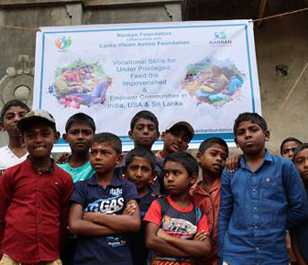 Nanban Foundation
Lanka Vision Action Foundation
NANBAN
Vocational Skills for
Under Privileged,
Feed the
Impoverished
&
Empower Communities in
India, USA & Sri Lanka